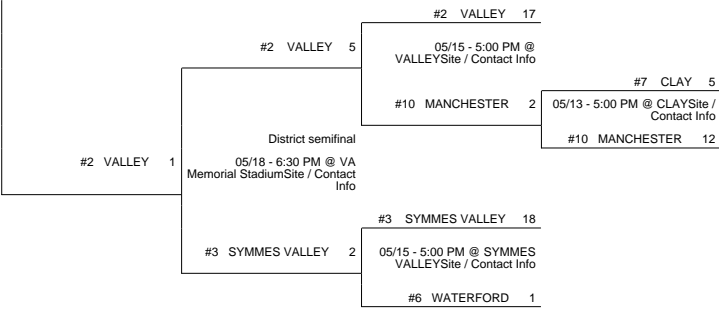 #2 VALLEY 17
#2 VALLEY 5
05/15 - 5:00 PM @
VALLEYSite / Contact Info
#7 CLAY 5
#10 MANCHESTER 2
05/13 - 5:00 PM @ CLAYSite /
Contact Info
District semifinal
#10 MANCHESTER 12
#2 VALLEY 1
05/18 - 6:30 PM @ VA
Memorial StadiumSite / Contact
Info
#3 SYMMES VALLEY 18
#3 SYMMES VALLEY 2
05/15 - 5:00 PM @ SYMMES
VALLEYSite / Contact Info
#6 WATERFORD 1